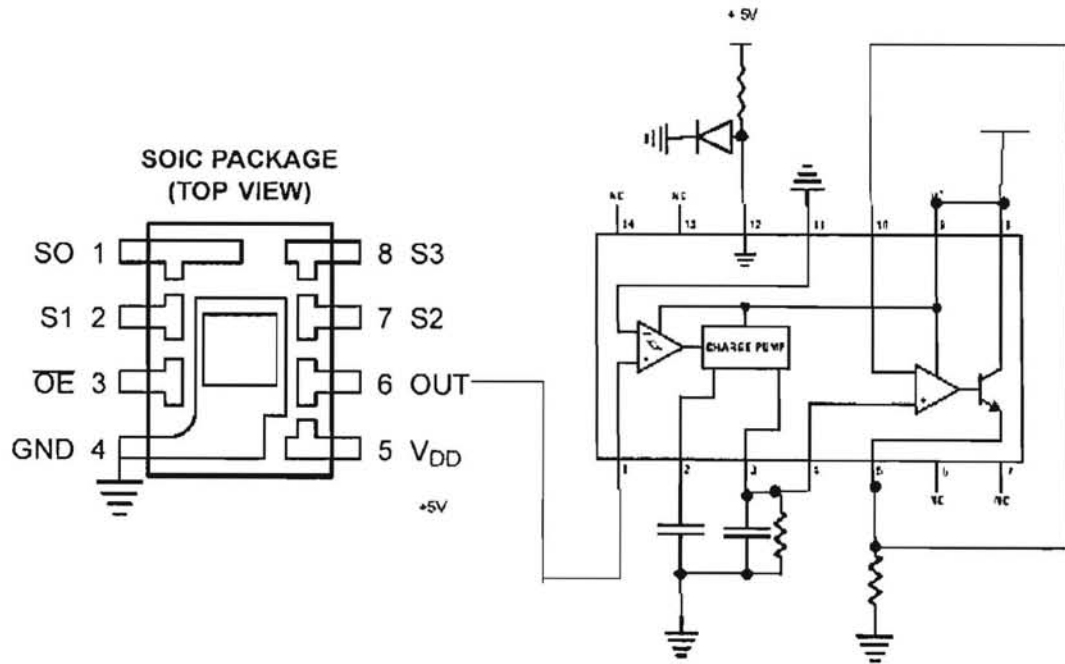 + 5V
SOIC PACKAGE
(TOP VIEW)
SO 1
8 S3
S1 2
7 S2
OE 3
6 OUT
GND 4
5 VDD
+5V
NC
NC
14
13
12
11
10
9
8
CHARGE PUMP
1
2
3
4
5
6
7
NC
NC